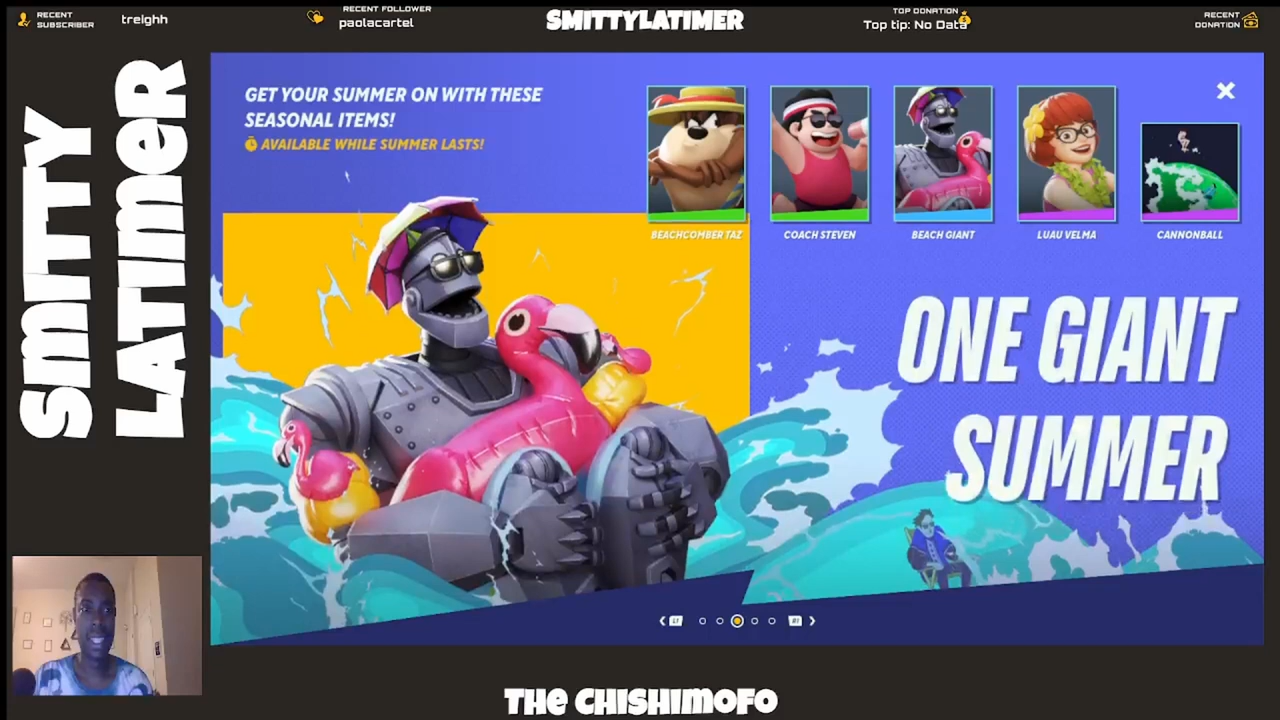 RECENT
SUBSCRIBER
treighh
RECENT FOLLOWER
paolacartel
SMITTYLATIMER
TOP DONATION
Top tip: No Data
RECENT
DONATION
SMITTY
LATIMER
GET YOUR SUMMER ON WITH THESE
SEASONAL ITEMS!
AVAILABLE WHILE SUMMER LASTS!
BEACHCOMBER TAZ
COACH STEVEN
BEACH GIANT
LUAU VELMA
CANNONBALL
ONE GIANT
SUMMER
L1
R1
THE CHISHIMOFO